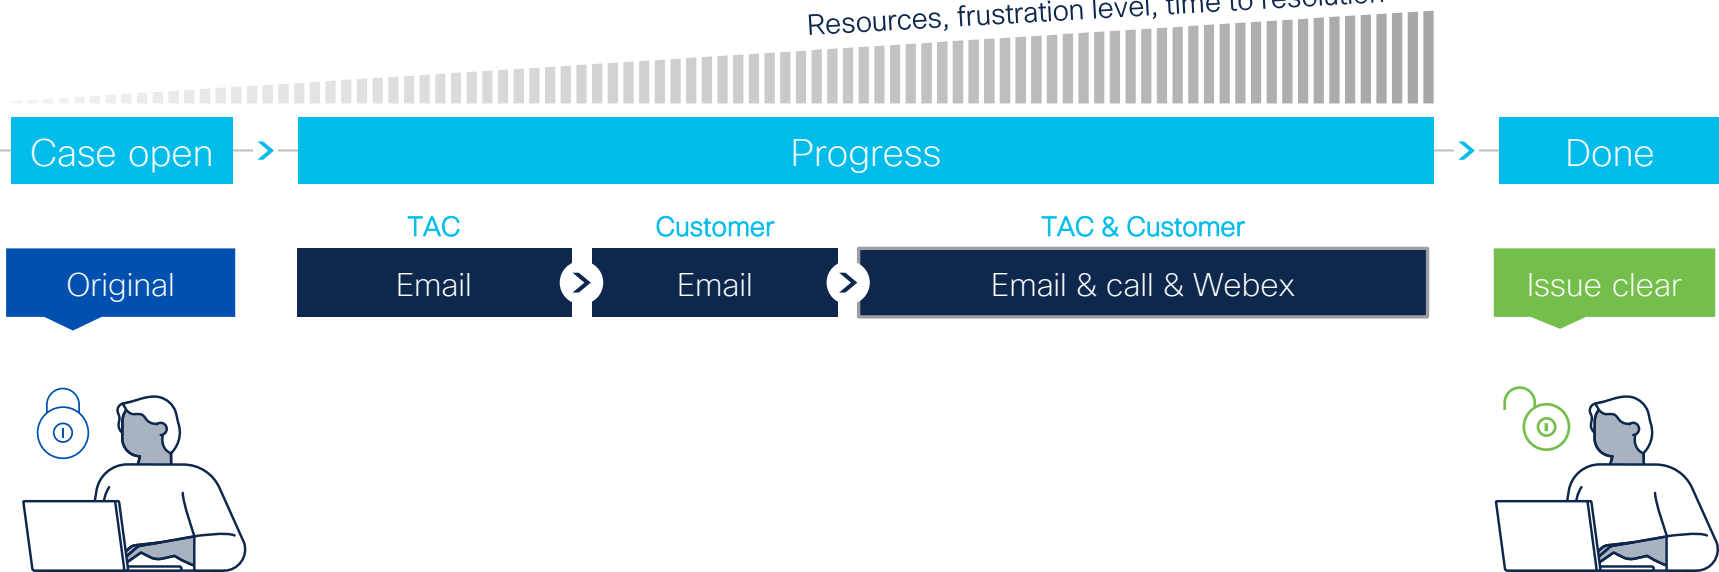 Resources, frustration level, time to resolution
Case open
Progress
Done
TAC
Customer
TAC & Customer
Original
Email
Email
Email & call & Webex
Issue clear